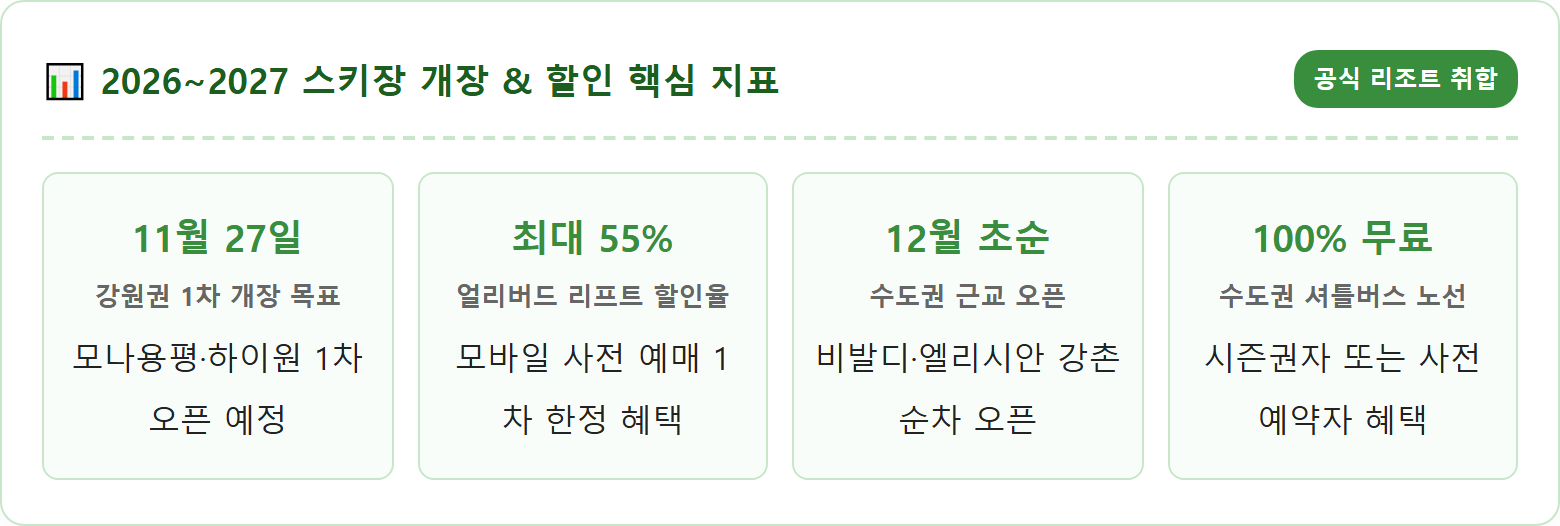 📊 2026~2027 스키장 개장 & 할인 핵심 지표
공식 리조트 취합
11월 27일
강원권 1차 개장 목표
모나용평·하이원 1차
오픈 예정
최대 55%
얼리버드 리프트 할인율
모바일 사전 예매 1
차 한정 혜택
12월 초순
수도권 근교 오픈
비발디·엘리시안 강촌
순차 오픈
100% 무료
수도권 셔틀버스 노선
시즌권자 또는 사전
예약자 혜택